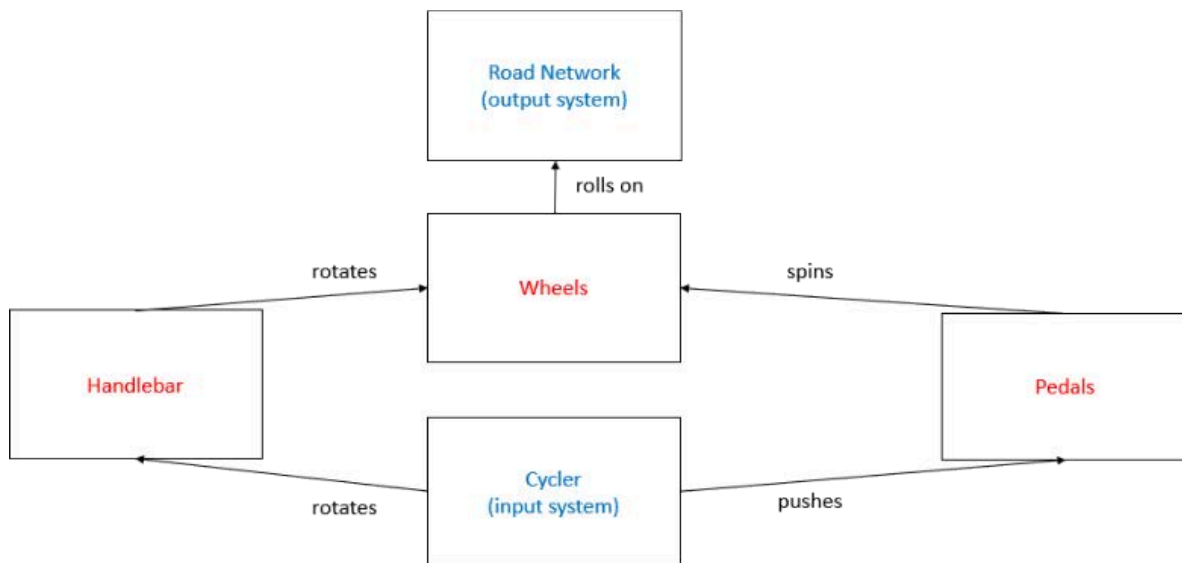 Road Network
(output system)
rolls on
rotates
Wheels
spins
Handlebar
Pedals
Cycler
(input system)
rotates
pushes